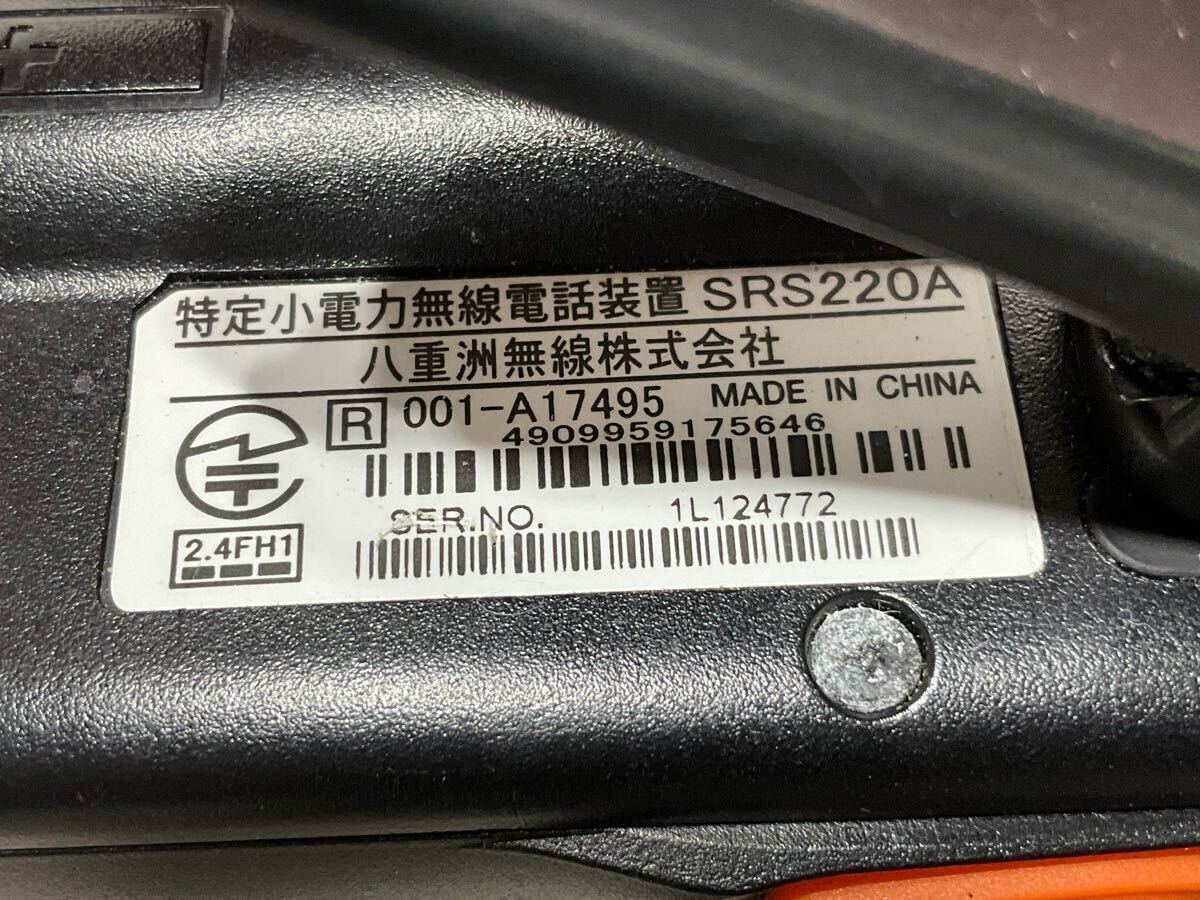 特定小電力無線電話装置 SRS220A
八重洲無線株式会社
R 001-A17495 MADE IN CHINA
4909959175646
SER.NO. 1L124772
2.4FH1